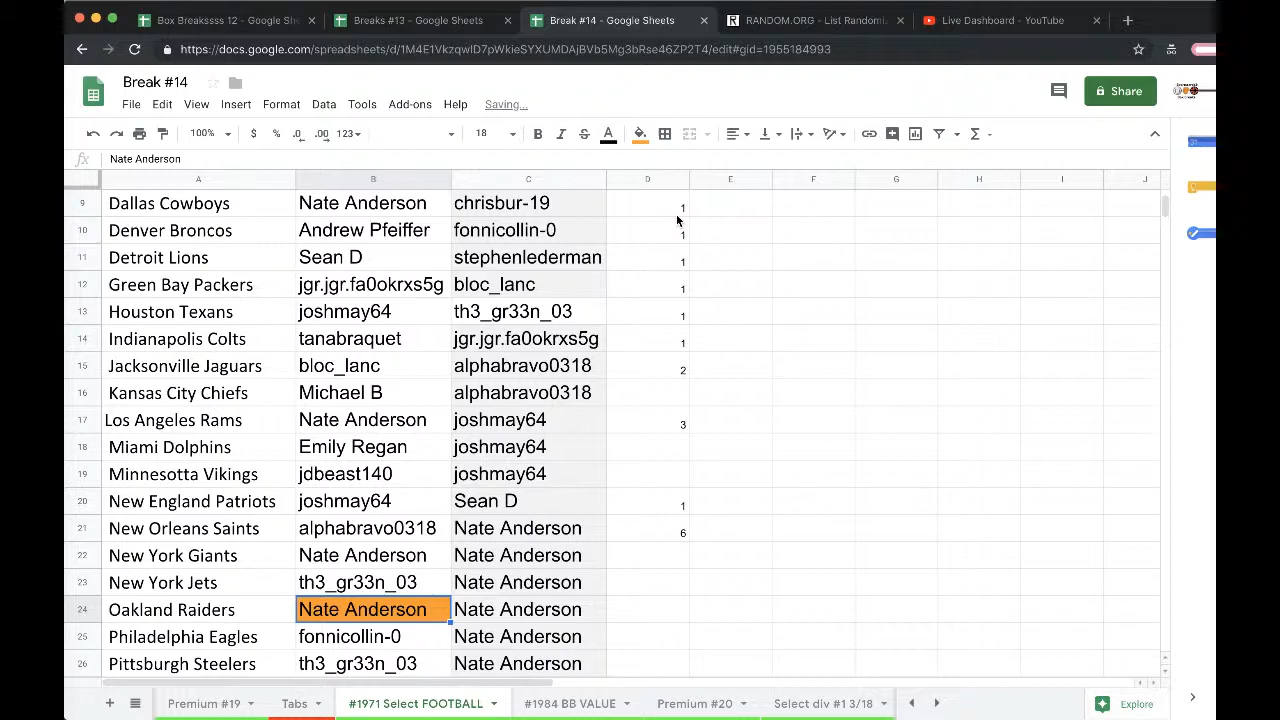 Box Breakssss 12 - Google She
Breaks #13 - Google Sheets
Break #14 - Google Sheets
RANDOM.ORG - List Randomi
Live Dashboard - YouTube
https://docs.google.com/spreadsheets/d/1M4E1VkzqwlD7pWkieSYXUMDAjBVb5Mg3bRse46ZP2T4/edit#gid=1955184993
Break #14
File Edit View Insert Format Data Tools Add-ons Help Saving...
Share
100% $ % .0 .00 123 18
fx Nate Anderson
A B C D E F G H I J
9 Dallas Cowboys Nate Anderson chrisbur-19 1
10 Denver Broncos Andrew Pfeiffer fonnicollin-0 1
11 Detroit Lions Sean D stephenlederman 1
12 Green Bay Packers jgr.jgr.fa0okrxs5g bloc_lanc 1
13 Houston Texans joshmay64 th3_gr33n_03 1
14 Indianapolis Colts tanabraquet jgr.jgr.fa0okrxs5g 1
15 Jacksonville Jaguars bloc_lanc alphabravo0318 2
16 Kansas City Chiefs Michael B alphabravo0318
17 Los Angeles Rams Nate Anderson joshmay64 3
18 Miami Dolphins Emily Regan joshmay64
19 Minnesotta Vikings jdbeast140 joshmay64
20 New England Patriots joshmay64 Sean D 1
21 New Orleans Saints alphabravo0318 Nate Anderson 6
22 New York Giants Nate Anderson Nate Anderson
23 New York Jets th3_gr33n_03 Nate Anderson
24 Oakland Raiders Nate Anderson Nate Anderson
25 Philadelphia Eagles fonnicollin-0 Nate Anderson
26 Pittsburgh Steelers th3_gr33n_03 Nate Anderson
Premium #19 Tabs #1971 Select FOOTBALL #1984 BB VALUE Premium #20 Select div #1 3/18 Explore